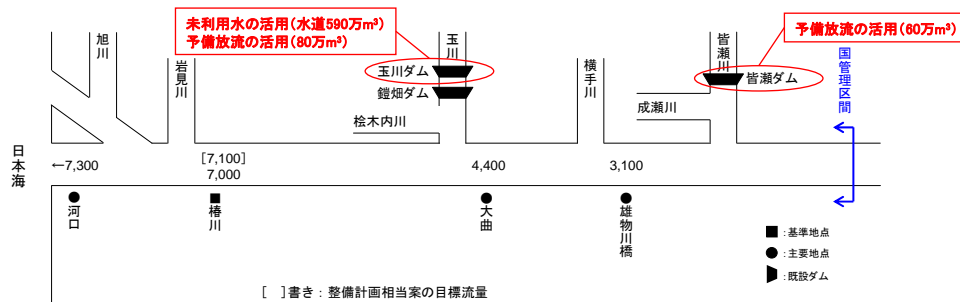 未利用水の活用(水道590万m³)
予備放流の活用(80万m³)
予備放流の活用(60万m³)
旭川
岩見川
玉川
横手川
皆瀬川
国管理区間
玉川ダム
鎧畑ダム
皆瀬ダム
成瀬川
桧木内川
日本海
←7,300
[7,100]
7,000
4,400
3,100
河口
椿川
大曲
雄物川橋
■:基準地点
●:主要地点
:既設ダム
[ ]書き:整備計画相当案の目標流量